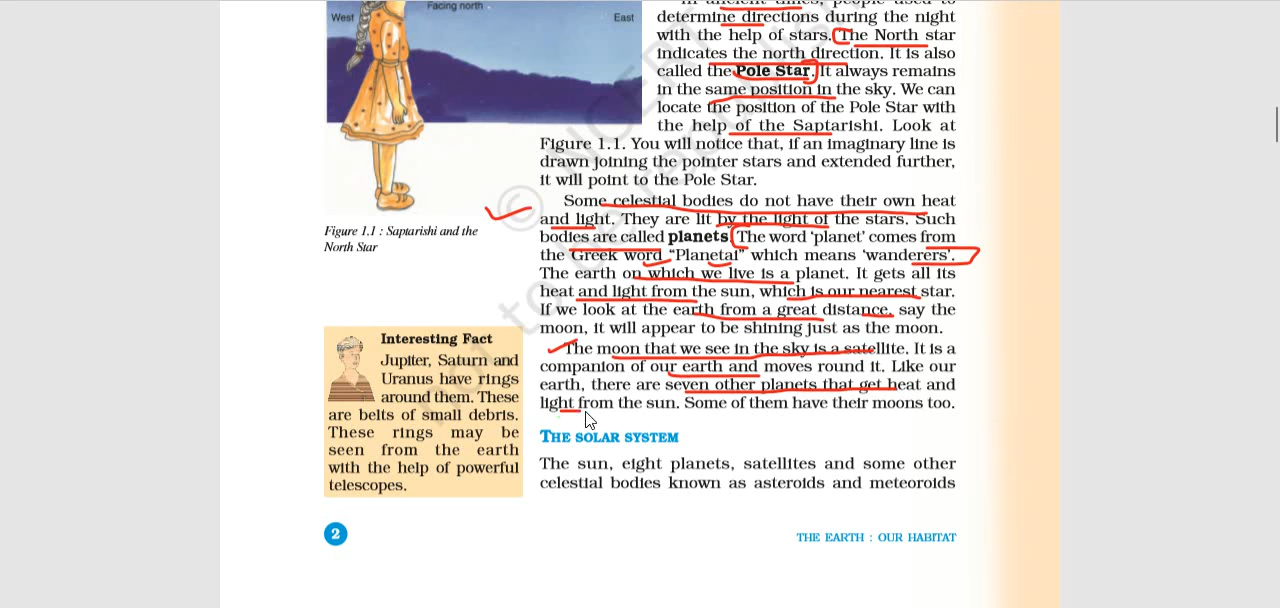 West
Facing north
East
In ancient times, people used to
determine directions during the night
with the help of stars. The North star
indicates the north direction. It is also
called the Pole Star. It always remains
in the same position in the sky. We can
locate the position of the Pole Star with
the help of the Saptarishi. Look at
Figure 1.1. You will notice that, if an imaginary line is
drawn joining the pointer stars and extended further,
it will point to the Pole Star.
Some celestial bodies do not have their own heat
and light. They are lit by the light of the stars. Such
bodies are called planets. The word ‘planet’ comes from
the Greek word “Planetai” which means ‘wanderers’.
The earth on which we live is a planet. It gets all its
heat and light from the sun, which is our nearest star.
If we look at the earth from a great distance, say the
moon, it will appear to be shining just as the moon.
The moon that we see in the sky is a satellite. It is a
companion of our earth and moves round it. Like our
earth, there are seven other planets that get heat and
light from the sun. Some of them have their moons too.
Figure 1.1 : Saptarishi and the
North Star
Interesting Fact
Jupiter, Saturn and
Uranus have rings
around them. These
are belts of small debris.
These rings may be
seen from the earth
with the help of powerful
telescopes.
THE SOLAR SYSTEM
The sun, eight planets, satellites and some other
celestial bodies known as asteroids and meteoroids
2
THE EARTH : OUR HABITAT